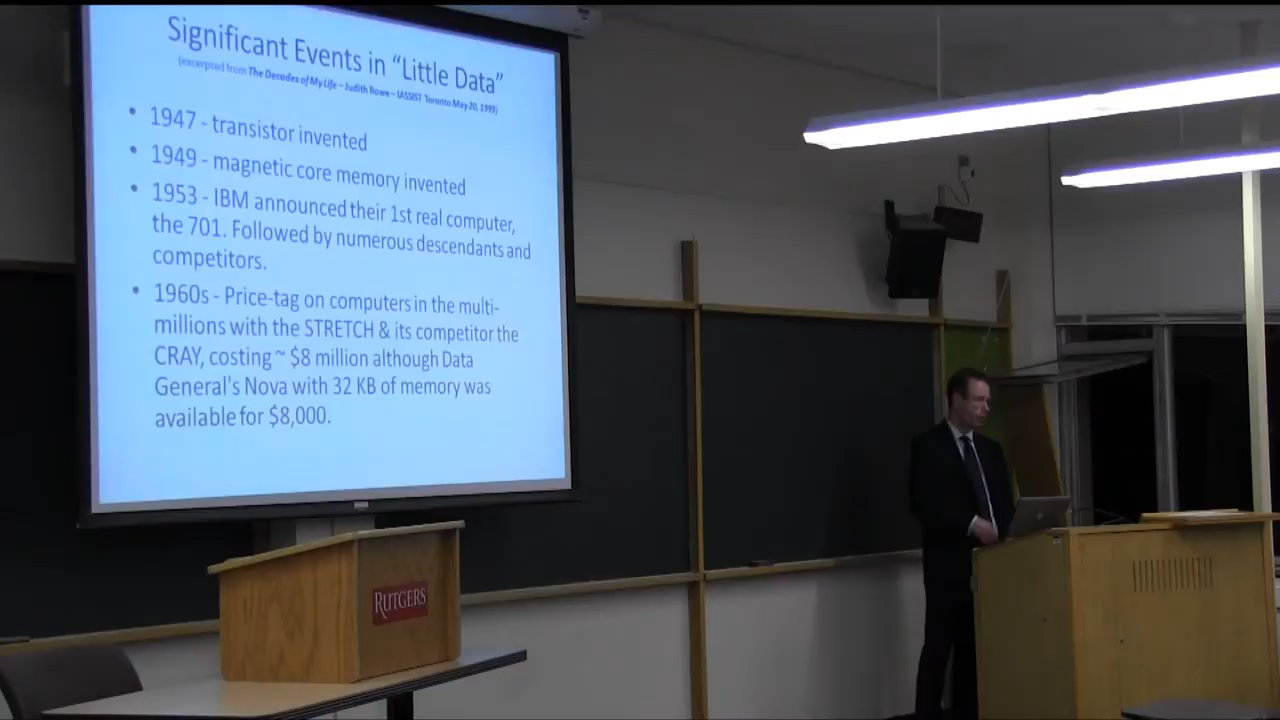 Significant Events in “Little Data”
(excerpted from The Decades of My Life – Judith Rowe – IASSIST Toronto May 20, 1999)
• 1947 - transistor invented
• 1949 - magnetic core memory invented
• 1953 - IBM announced their 1st real computer,
the 701. Followed by numerous descendants and
competitors.
• 1960s - Price-tag on computers in the multi-
millions with the STRETCH & its competitor the
CRAY, costing ~ $8 million although Data
General's Nova with 32 KB of memory was
available for $8,000.
RUTGERS